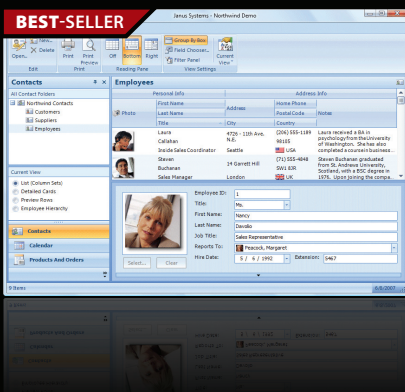 BEST-SELLER
Janus Systems - Northwind Demo
New...
Open...
Delete
Print
Print Preview
Off
Bottom
Right
Group By Box
Field Chooser...
Filter Panel
Current View
Edit
Print
Reading Pane
View Settings
Contacts
All Contact Folders
Northwind Contacts
Customers
Suppliers
Employees
Current View
List (Column Sets)
Detailed Cards
Preview Rows
Employee Hierarchy
Contacts
Calendar
Products And Orders
9 Items
Employees
Personal Info
Address Info
Photo
First Name
Last Name
Title
Address
City
Home Phone
Postal Code
Country
Notes
Laura
Callahan
Inside Sales Coordinator
4726 - 11th Ave. N.E.
Seattle
(206) 555-1189
98105
USA
Laura received a BA in
psychology from the University
of Washington. She has also
completed a course in business...
Steven
Buchanan
Sales Manager
14 Garrett Hill
London
(71) 555-4848
SW1 8JR
UK
Steven Buchanan graduated
from St. Andrews University,
Scotland, with a BSC degree in
1976. Upon joining the compa...
Employee ID:
1
Title:
Ms.
First Name:
Nancy
Last Name:
Davolio
Job Title:
Sales Representative
Reports To:
Peacock, Margaret
Hire Date:
5 / 6 / 1992
Extension:
5467
Select...
Clear
6/8/2007